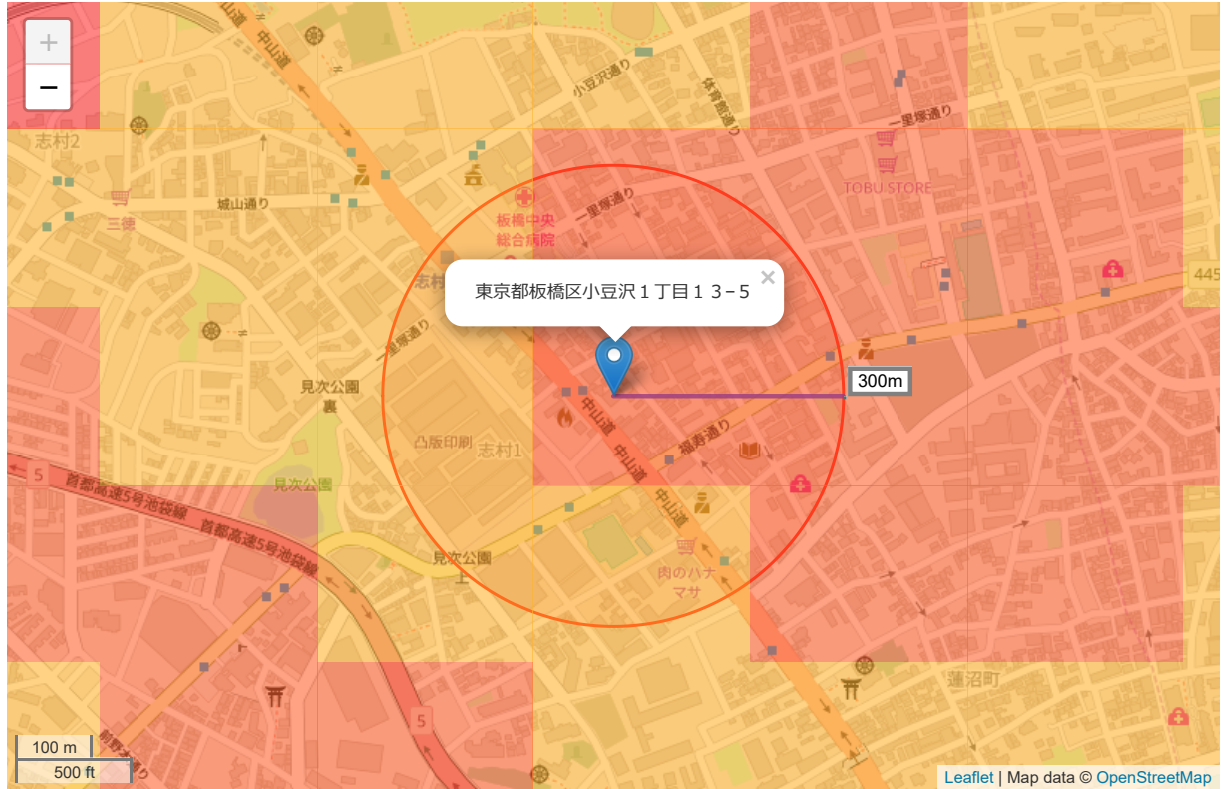 +
−
中山道
小豆沢通り
体育館通り
一里塚通り
志村2
TOBU STORE
城山通り
三徳
板橋中央
総合病院
一里塚通り
445
志村
東京都板橋区小豆沢１丁目１３−５
×
一里塚通り
300m
見次公園
裏
中山道
凸版印刷
志村1
中山道
福寿通り
5
首都高速5号池袋線
見次公園
首都高速5号池袋線
中山道
見次公園
上
肉のハナ
マサ
蓮沼町
5
100 m
500 ft
Leaflet | Map data © OpenStreetMap